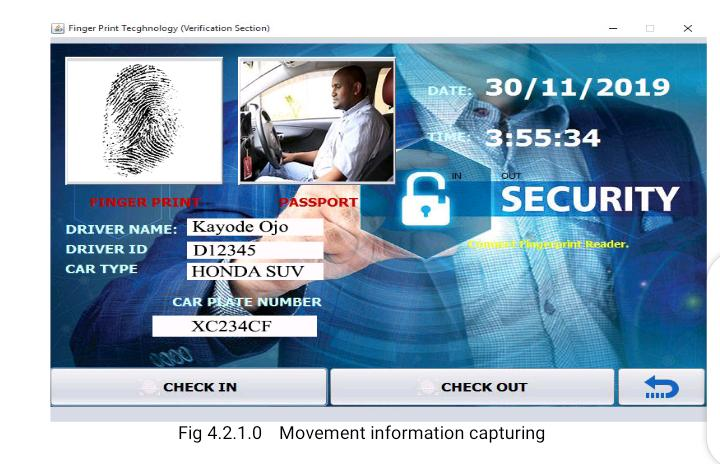 Finger Print Tecghnology (Verification Section)
DATE: 30/11/2019
TIME: 3:55:34
IN OUT
SECURITY
FINGER PRINT PASSPORT
Connect Fingerprint Reader.
DRIVER NAME: Kayode Ojo
DRIVER ID D12345
CAR TYPE HONDA SUV
CAR PLATE NUMBER
XC234CF
CHECK IN CHECK OUT
Fig 4.2.1.0 Movement information capturing